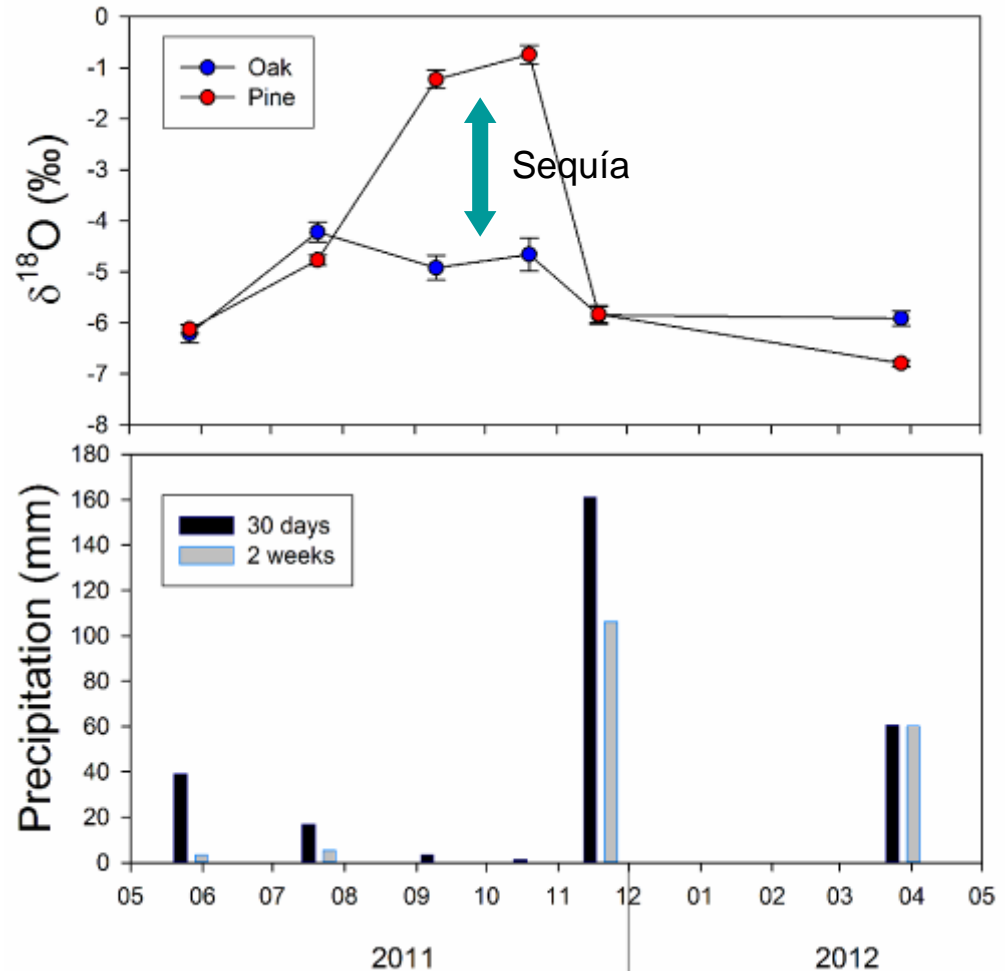 0
-1
-2
-3
-4
-5
-6
-7
-8
δ18O (‰)
Oak
Pine
Sequía
180
160
140
120
100
80
60
40
20
0
Precipitation (mm)
30 days
2 weeks
05 06 07 08 09 10 11 12 01 02 03 04 05
2011 2012